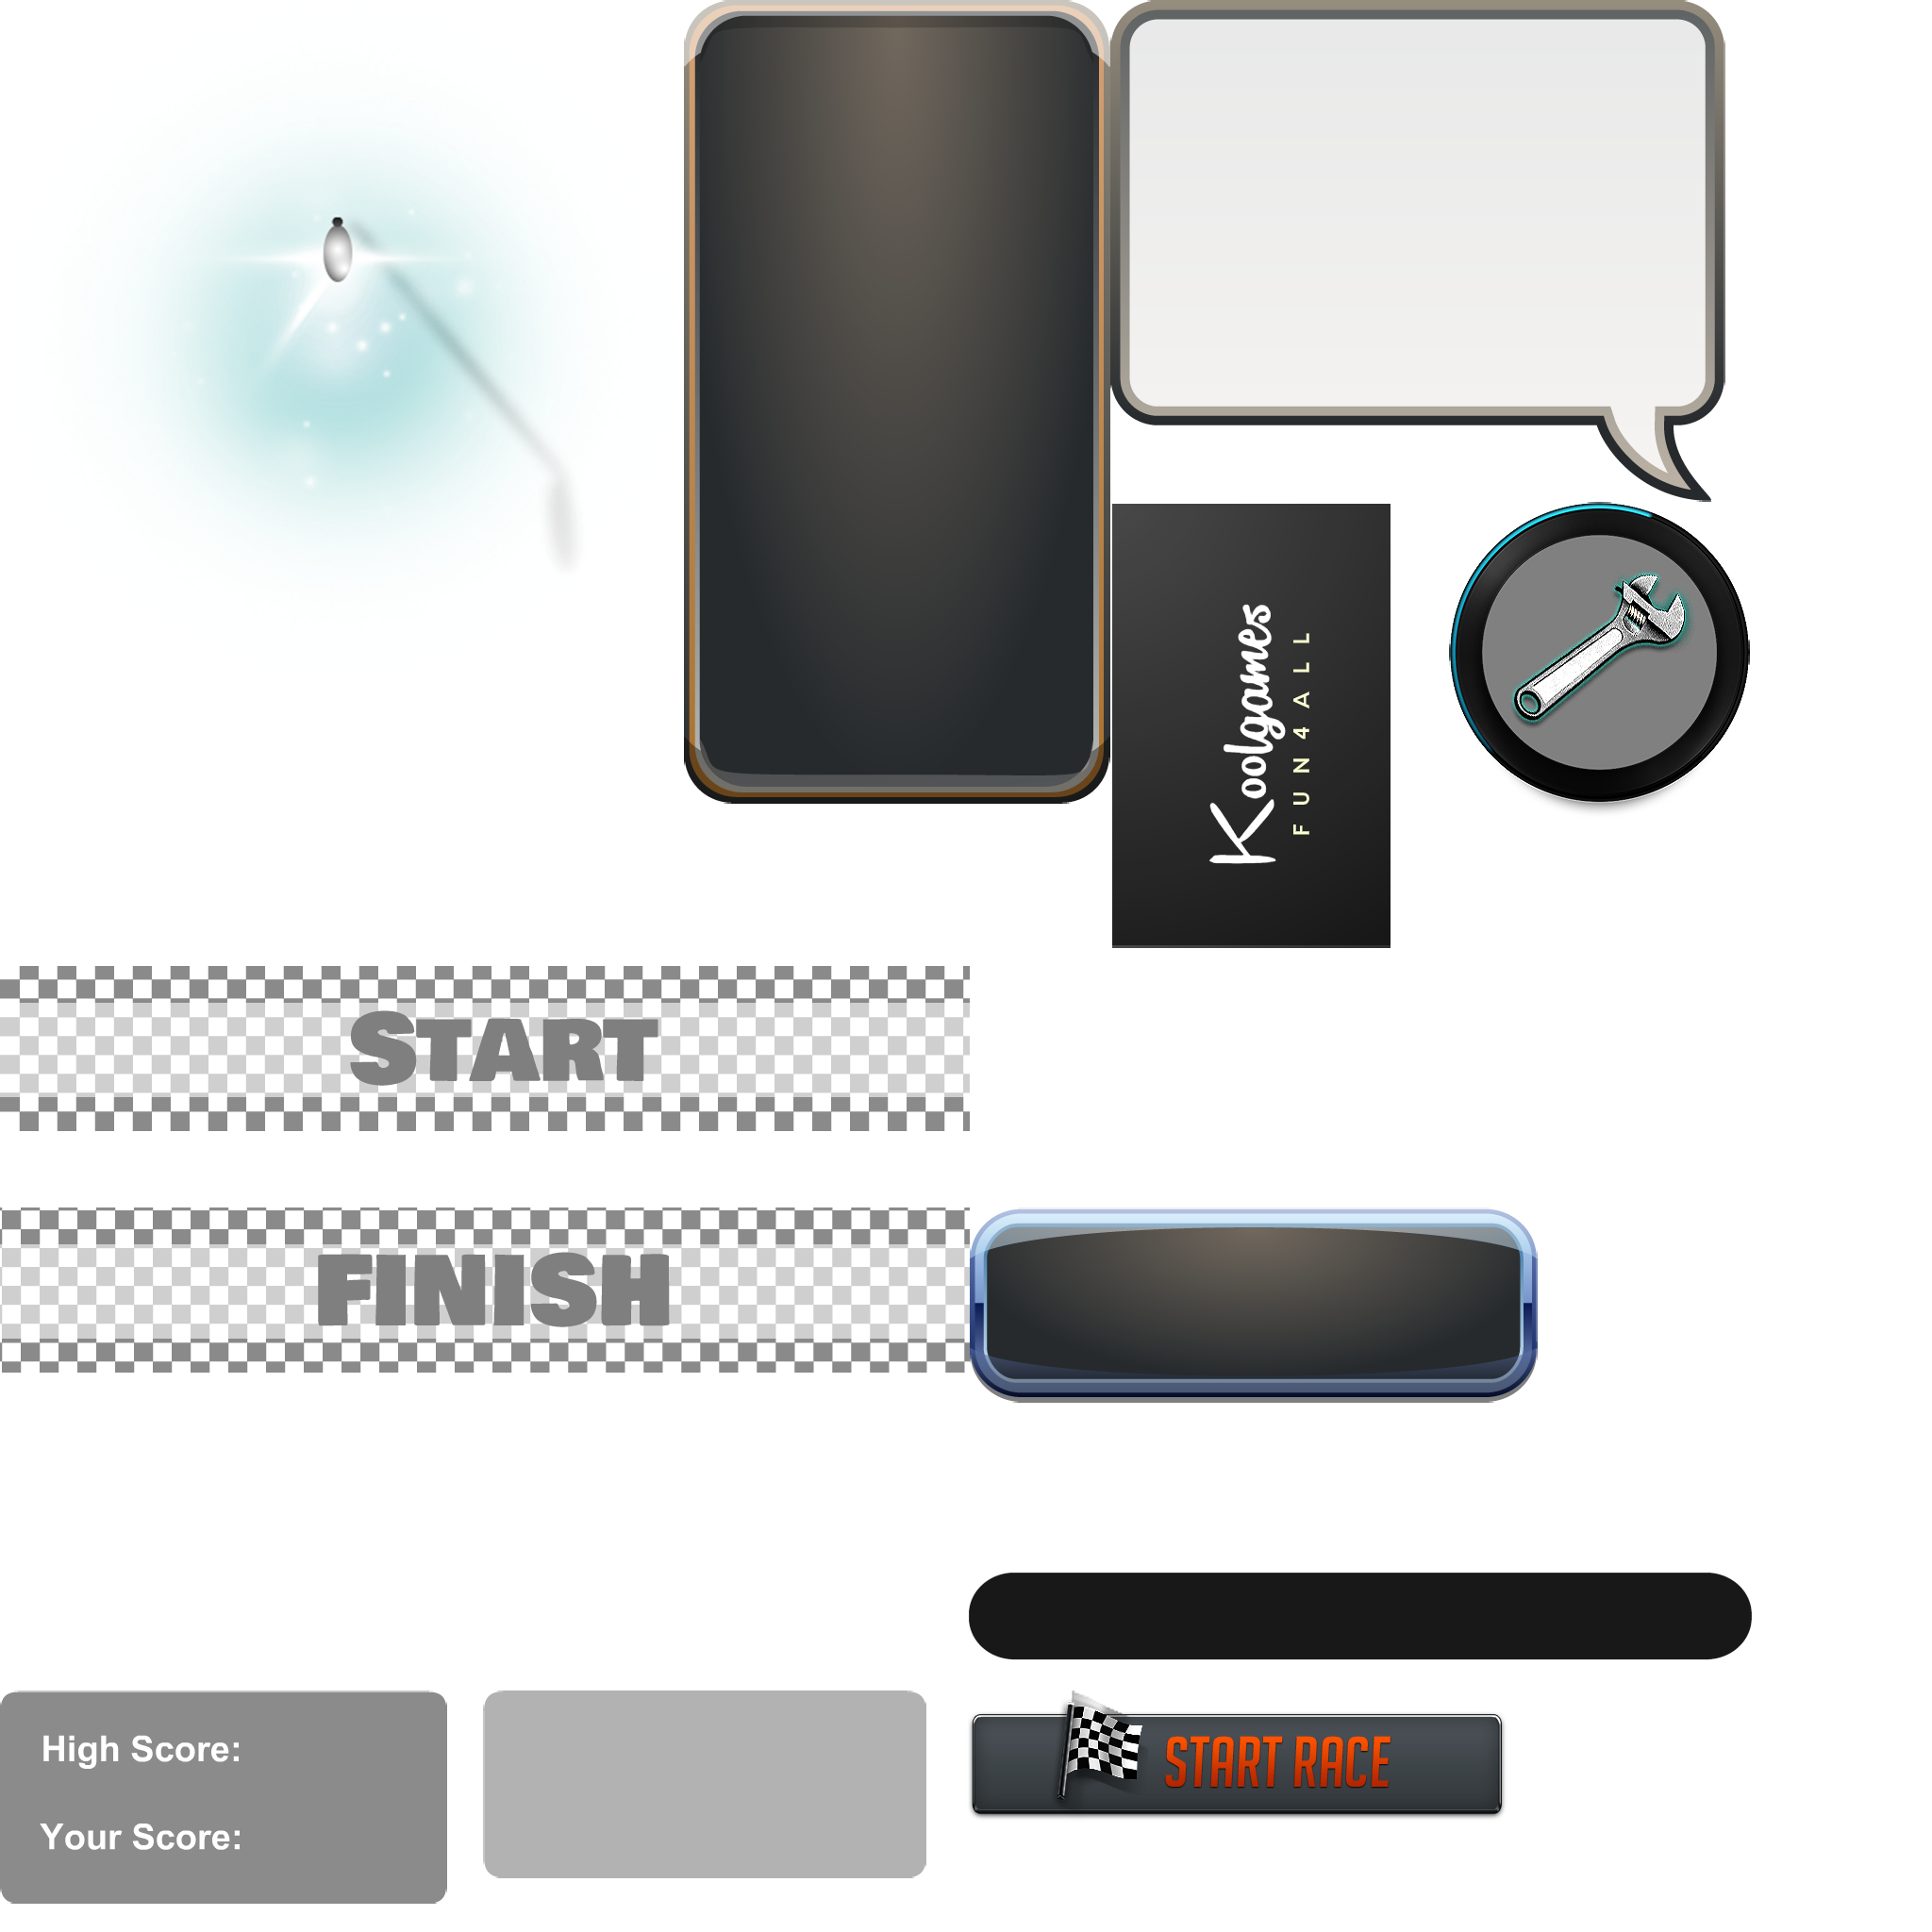 Koolgames
FUN4ALL
START
FINISH
High Score:
Your Score:
START RACE